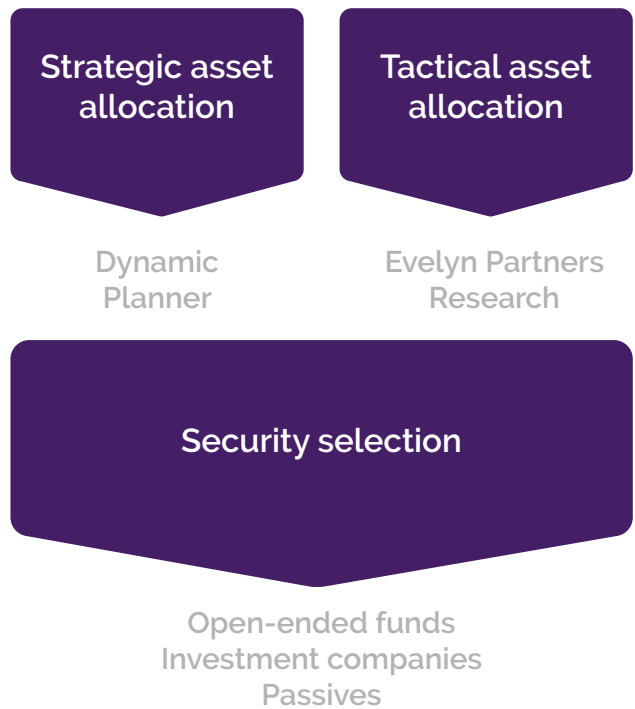 Strategic asset
allocation
Tactical asset
allocation
Dynamic
Planner
Evelyn Partners
Research
Security selection
Open-ended funds
Investment companies
Passives